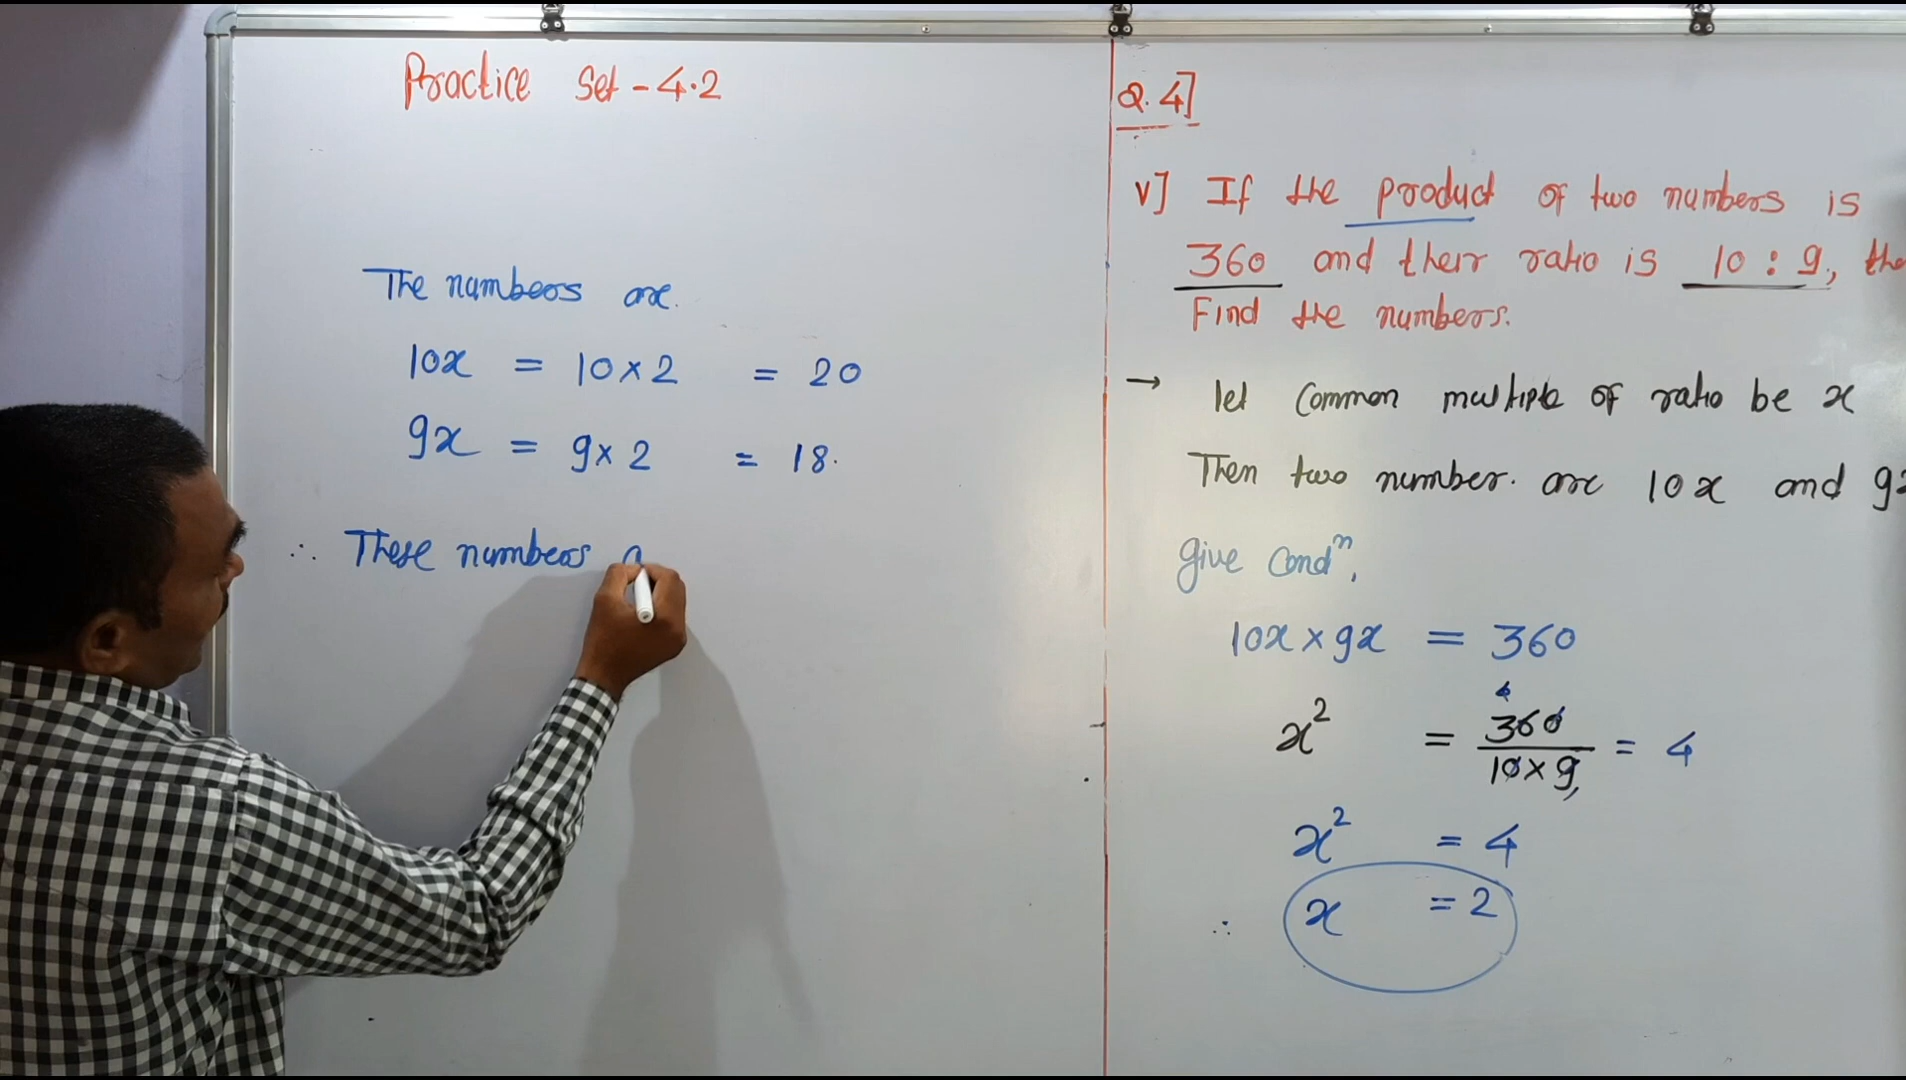 Practice Set - 4.2
The numbers are.
10x = 10 × 2 = 20
9x = 9 × 2 = 18.
∴ These numbers
Q. 4]
v] If the product of two numbers is
360 and their ratio is 10 : 9, the
Find the numbers.
→ let Common multiple of ratio be x
Then two number. are 10x and 9x
give Condⁿ,
10x × 9x = 360
4
x² = 360/10 × 9 = 4
x² = 4
∴ x = 2